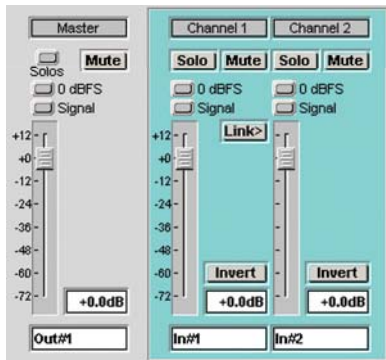 Master
Channel 1
Channel 2
Solos
Mute
Solo
Mute
Solo
Mute
0 dBFS
0 dBFS
0 dBFS
Signal
Signal
Signal
Link>
+12
+0
-12
-24
-36
-48
-60
-72
+12
+0
-12
-24
-36
-48
-60
-72
Invert
Invert
+0.0dB
+0.0dB
+0.0dB
Out#1
In#1
In#2